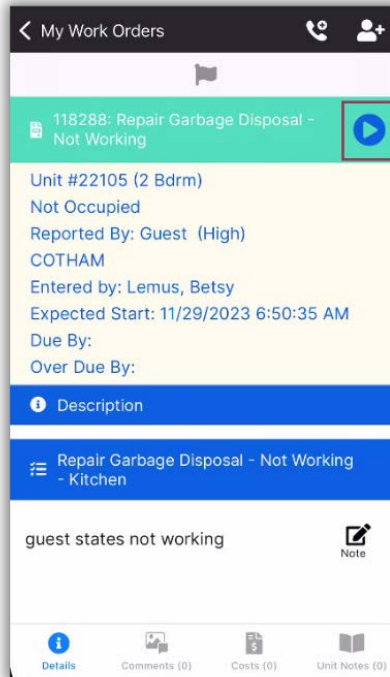 My Work Orders
118288: Repair Garbage Disposal -
Not Working
Unit #22105 (2 Bdrm)
Not Occupied
Reported By: Guest (High)
COTHAM
Entered by: Lemus, Betsy
Expected Start: 11/29/2023 6:50:35 AM
Due By:
Over Due By:
Description
Repair Garbage Disposal - Not Working
- Kitchen
guest states not working
Note
Details Comments (0) Costs (0) Unit Notes (0)